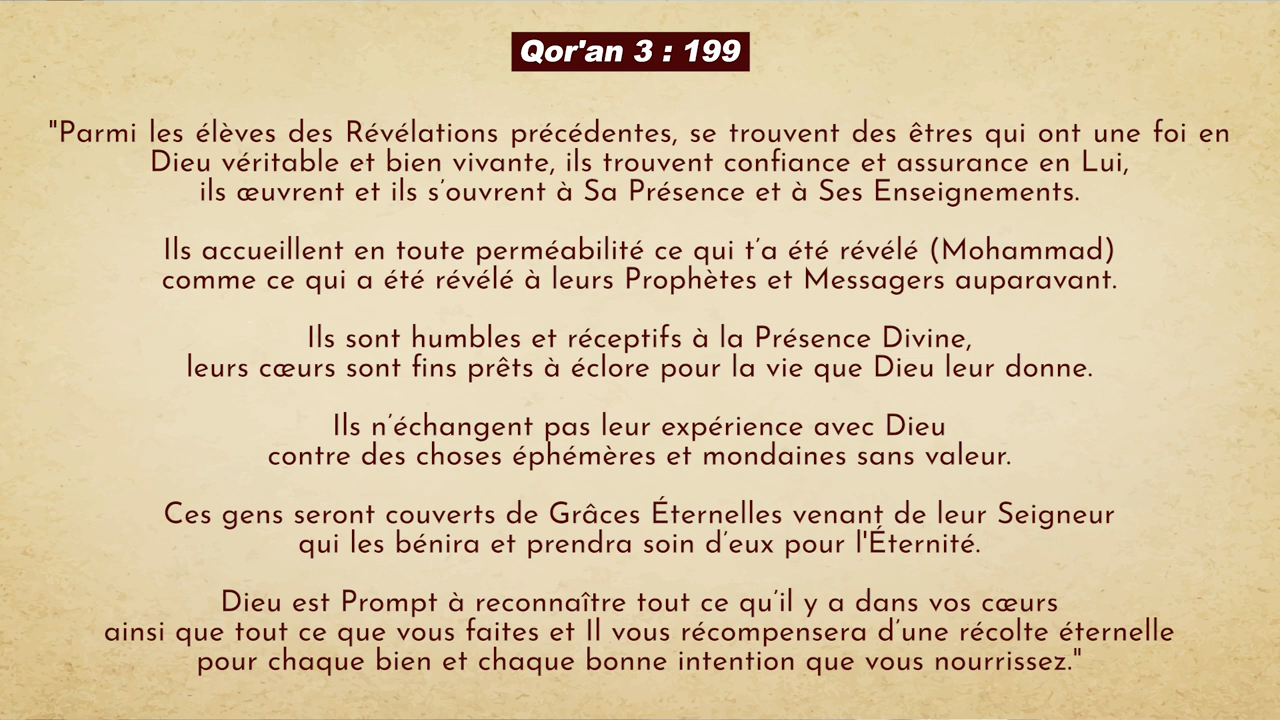 Qor'an 3 : 199
"Parmi les élèves des Révélations précédentes, se trouvent des êtres qui ont une foi en
Dieu véritable et bien vivante, ils trouvent confiance et assurance en Lui,
ils œuvrent et ils s’ouvrent à Sa Présence et à Ses Enseignements.
Ils accueillent en toute perméabilité ce qui t’a été révélé (Mohammad)
comme ce qui a été révélé à leurs Prophètes et Messagers auparavant.
Ils sont humbles et réceptifs à la Présence Divine,
leurs cœurs sont fins prêts à éclore pour la vie que Dieu leur donne.
Ils n’échangent pas leur expérience avec Dieu
contre des choses éphémères et mondaines sans valeur.
Ces gens seront couverts de Grâces Éternelles venant de leur Seigneur
qui les bénira et prendra soin d’eux pour l'Éternité.
Dieu est Prompt à reconnaître tout ce qu’il y a dans vos cœurs
ainsi que tout ce que vous faites et Il vous récompensera d’une récolte éternelle
pour chaque bien et chaque bonne intention que vous nourrissez."